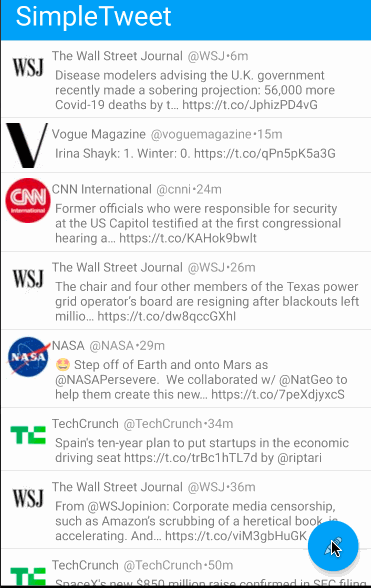 SimpleTweet
WSJ
The Wall Street Journal @WSJ•6m
Disease modelers advising the U.K. government
recently made a sobering projection: 56,000 more
Covid-19 deaths by t... https://t.co/JphizPD4vG
V
Vogue Magazine @voguemagazine•15m
Irina Shayk: 1. Winter: 0. https://t.co/qPn5pK5a3G
CNN
International
CNN International @cnni•24m
Former officials who were responsible for security
at the US Capitol testified at the first congressional
hearing a... https://t.co/KAHok9bwlt
WSJ
The Wall Street Journal @WSJ•26m
The chair and four other members of the Texas power
grid operator's board are resigning after blackouts left
millio... https://t.co/dw8qccGXhl
NASA
NASA @NASA•29m
🤩 Step off of Earth and onto Mars as
@NASAPersevere. We collaborated w/ @NatGeo to
help them create this new... https://t.co/7peXdjyxcS
TC
TechCrunch @TechCrunch•34m
Spain's ten-year plan to put startups in the economic
driving seat https://t.co/trBc1hTL7d by @riptari
WSJ
The Wall Street Journal @WSJ•36m
From @WSJopinion: Corporate media censorship,
such as Amazon's scrubbing of a heretical book, is
accelerating. And... https://t.co/viM3gbHuGK
TC
TechCrunch @TechCrunch•50m
SpaceX's new $850 million raise confirmed in SEC filing